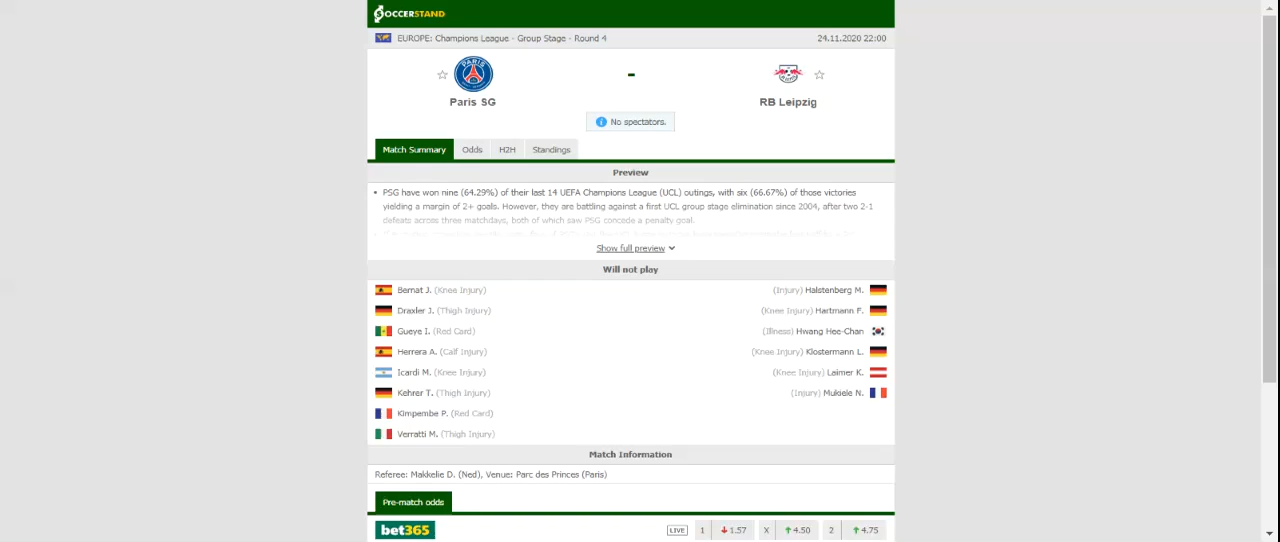 SOCCERSTAND
EUROPE: Champions League - Group Stage - Round 4 24.11.2020 22:00
PARIS
Paris SG - RB Leipzig
No spectators.
Match Summary Odds H2H Standings
Preview
PSG have won nine (64.29%) of their last 14 UEFA Champions League (UCL) outings, with six (66.67%) of those victories
yielding a margin of 2+ goals. However, they are battling against a first UCL group stage elimination since 2004, after two 2-1
defeats across three matchdays, both of which saw PSG concede a penalty goal.
Show full preview
Will not play
Bernat J. (Knee Injury) (Injury) Halstenberg M.
Draxler J. (Thigh Injury) (Knee Injury) Hartmann F.
Gueye I. (Red Card) (Illness) Hwang Hee-Chan
Herrera A. (Calf Injury) (Knee Injury) Klostermann L.
Icardi M. (Knee Injury) (Knee Injury) Laimer K.
Kehrer T. (Thigh Injury) (Injury) Mukiele N.
Kimpembe P. (Red Card)
Verratti M. (Thigh Injury)
Match Information
Referee: Makkelie D. (Ned), Venue: Parc des Princes (Paris)
Pre-match odds
bet365 LIVE 1 1.57 X 4.50 2 4.75